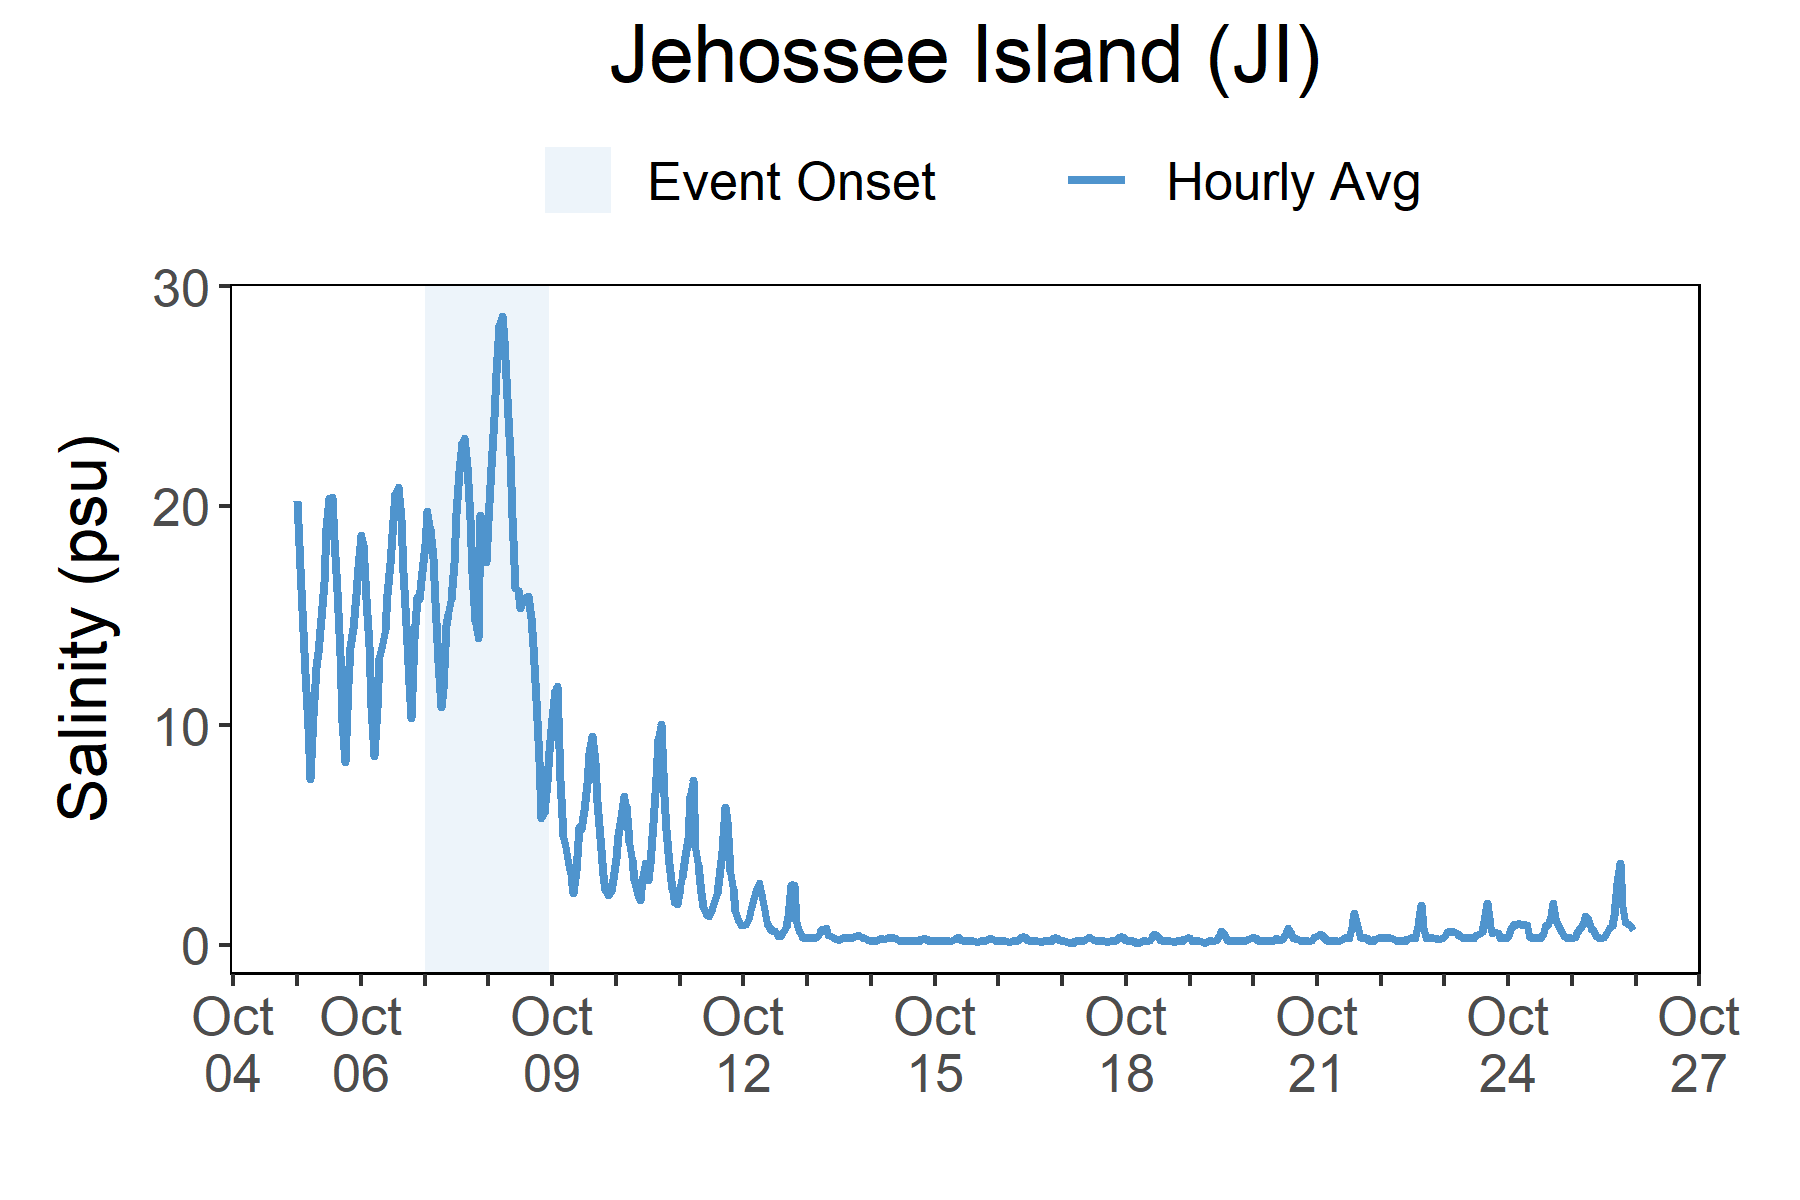 Jehossee Island (JI)
Event Onset Hourly Avg
Salinity (psu)
30
20
10
0
Oct Oct Oct Oct Oct Oct Oct Oct Oct
04 06 09 12 15 18 21 24 27